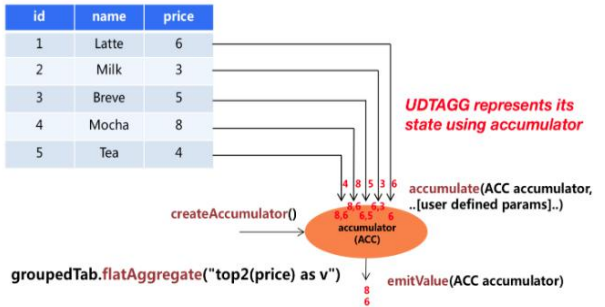 id name price
1 Latte 6
2 Milk 3
3 Breve 5
4 Mocha 8
5 Tea 4
UDTAGG represents its
state using accumulator
4 8 5 3 6
accumulate(ACC accumulator,
..[user defined params]..)
8,6 6,3
8,6 6,5 6
createAccumulator()
accumulator
(ACC)
groupedTab.flatAggregate("top2(price) as v")
emitValue(ACC accumulator)
8
6